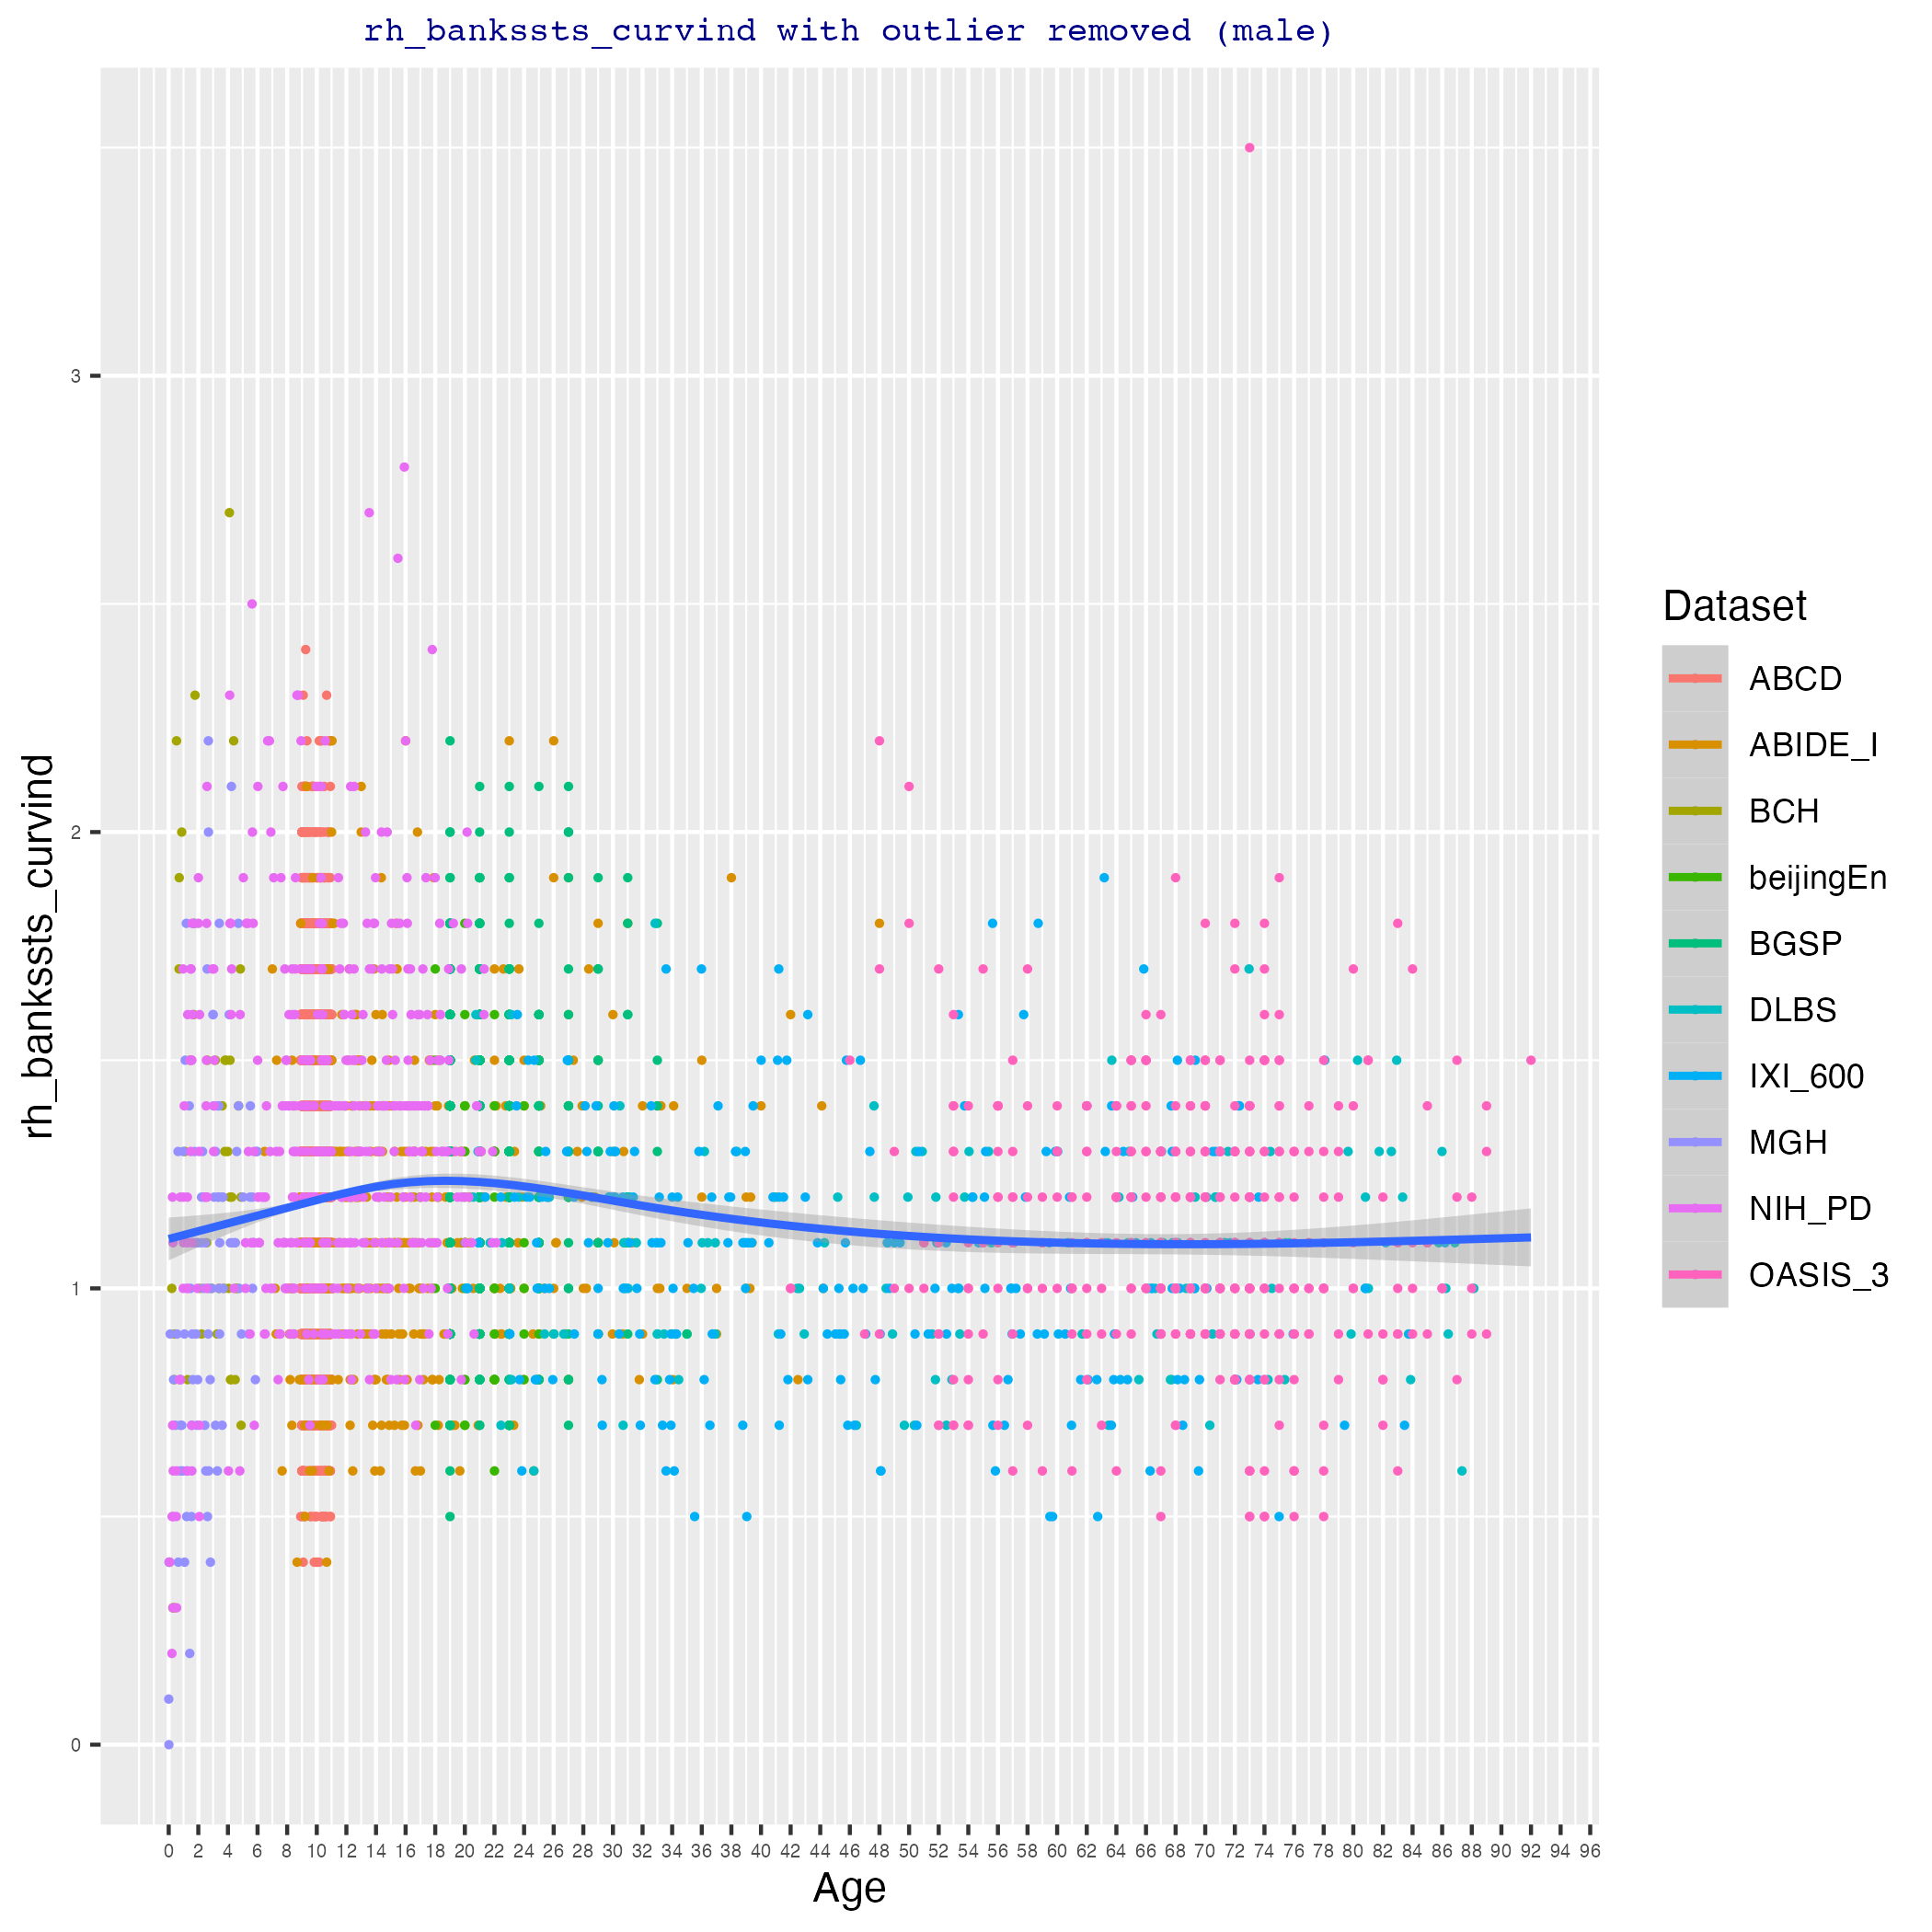 rh_bankssts_curvind with outlier removed (male)
rh_bankssts_curvind
3
2
1
0
0 2 4 6 8 10 12 14 16 18 20 22 24 26 28 30 32 34 36 38 40 42 44 46 48 50 52 54 56 58 60 62 64 66 68 70 72 74 76 78 80 82 84 86 88 90 92 94 96
Age
Dataset
ABCD
ABIDE_I
BCH
beijingEn
BGSP
DLBS
IXI_600
MGH
NIH_PD
OASIS_3